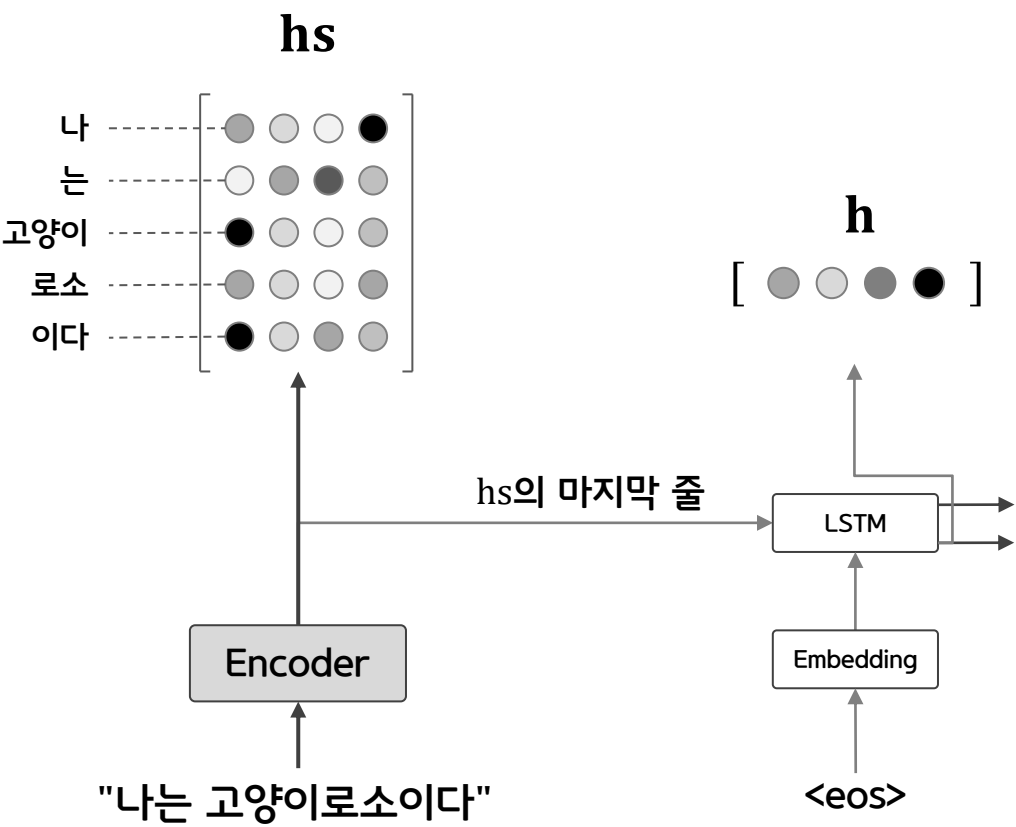 hs
나
는
고양이
로소
이다
h
[ ]
hs의 마지막 줄
LSTM
Encoder
Embedding
"나는 고양이로소이다"
<eos>